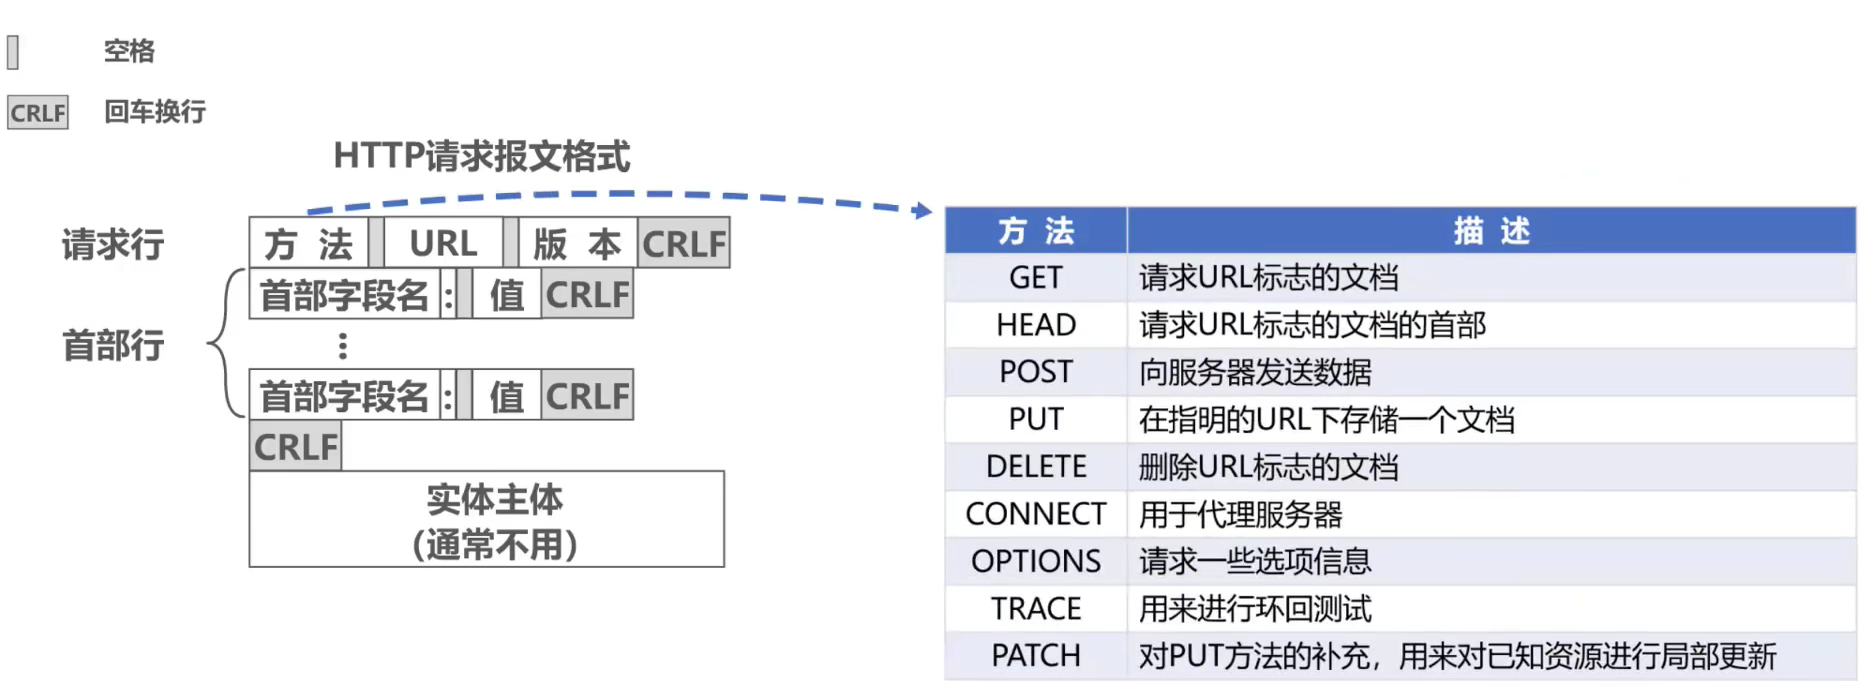 空格
CRLF 回车换行
HTTP请求报文格式
请求行 方 法 URL 版 本 CRLF
首部字段名 : 值 CRLF
首部行 ⋮
首部字段名 : 值 CRLF
CRLF
实体主体
(通常不用)
方 法 描 述
GET 请求URL标志的文档
HEAD 请求URL标志的文档的首部
POST 向服务器发送数据
PUT 在指明的URL下存储一个文档
DELETE 删除URL标志的文档
CONNECT 用于代理服务器
OPTIONS 请求一些选项信息
TRACE 用来进行环回测试
PATCH 对PUT方法的补充，用来对已知资源进行局部更新